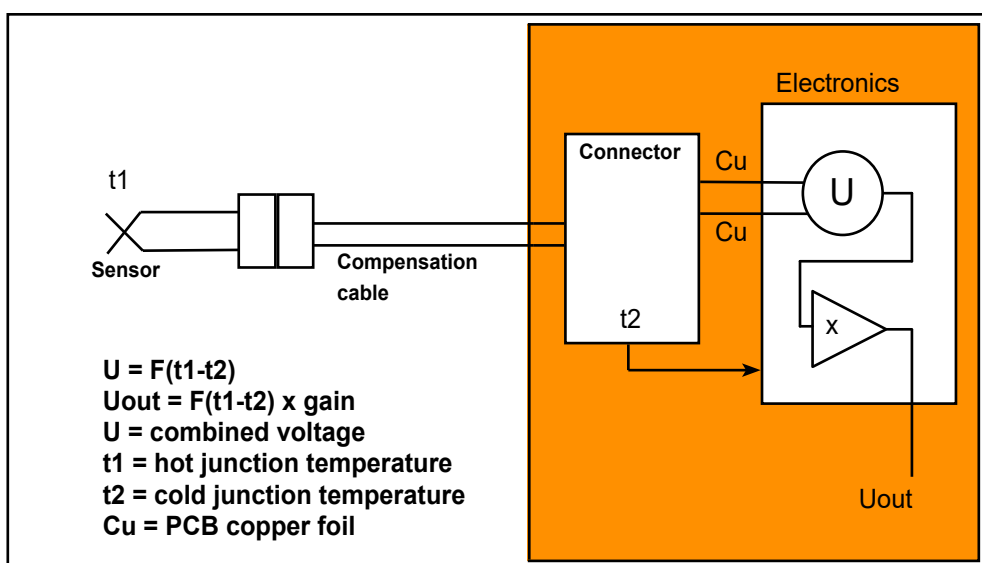 Electronics
Connector
Cu
U
t1
Cu
Sensor
Compensation
cable
t2
x
U = F(t1-t2)
Uout = F(t1-t2) x gain
U = combined voltage
t1 = hot junction temperature
t2 = cold junction temperature
Cu = PCB copper foil
Uout